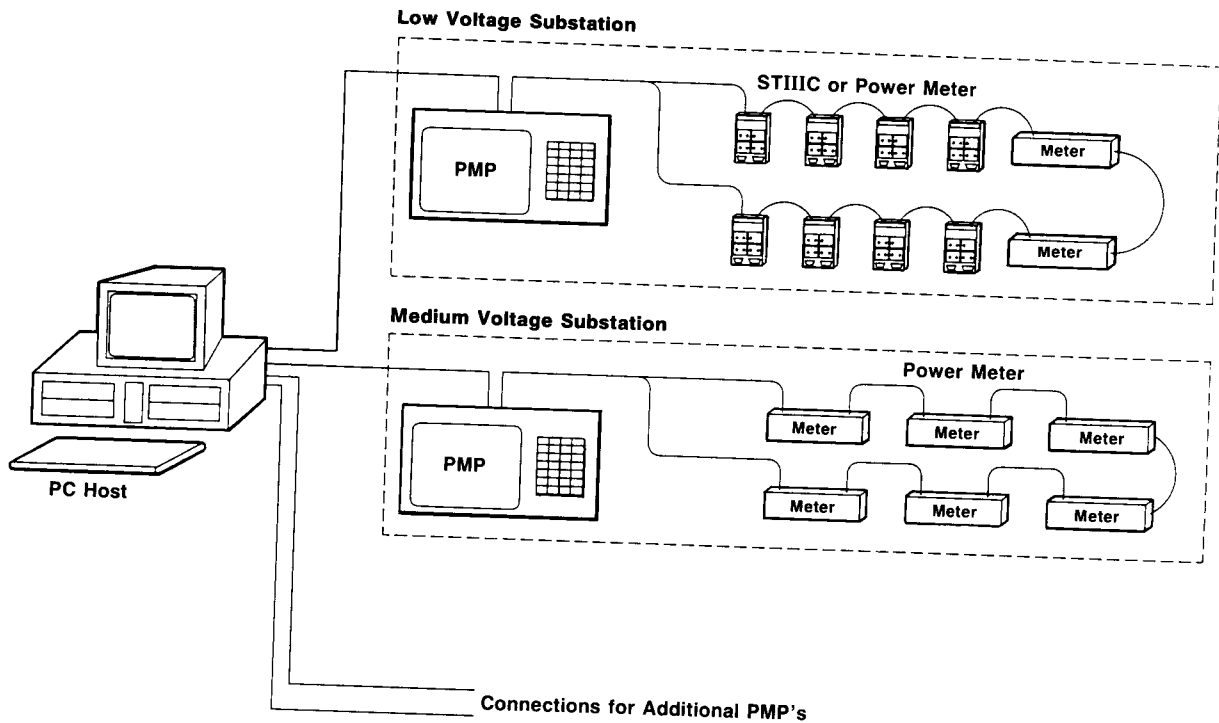 Low Voltage Substation
STIIIC or Power Meter
PMP
Meter
Meter
Medium Voltage Substation
Power Meter
PMP
Meter
Meter
Meter
Meter
Meter
Meter
PC Host
Connections for Additional PMP's